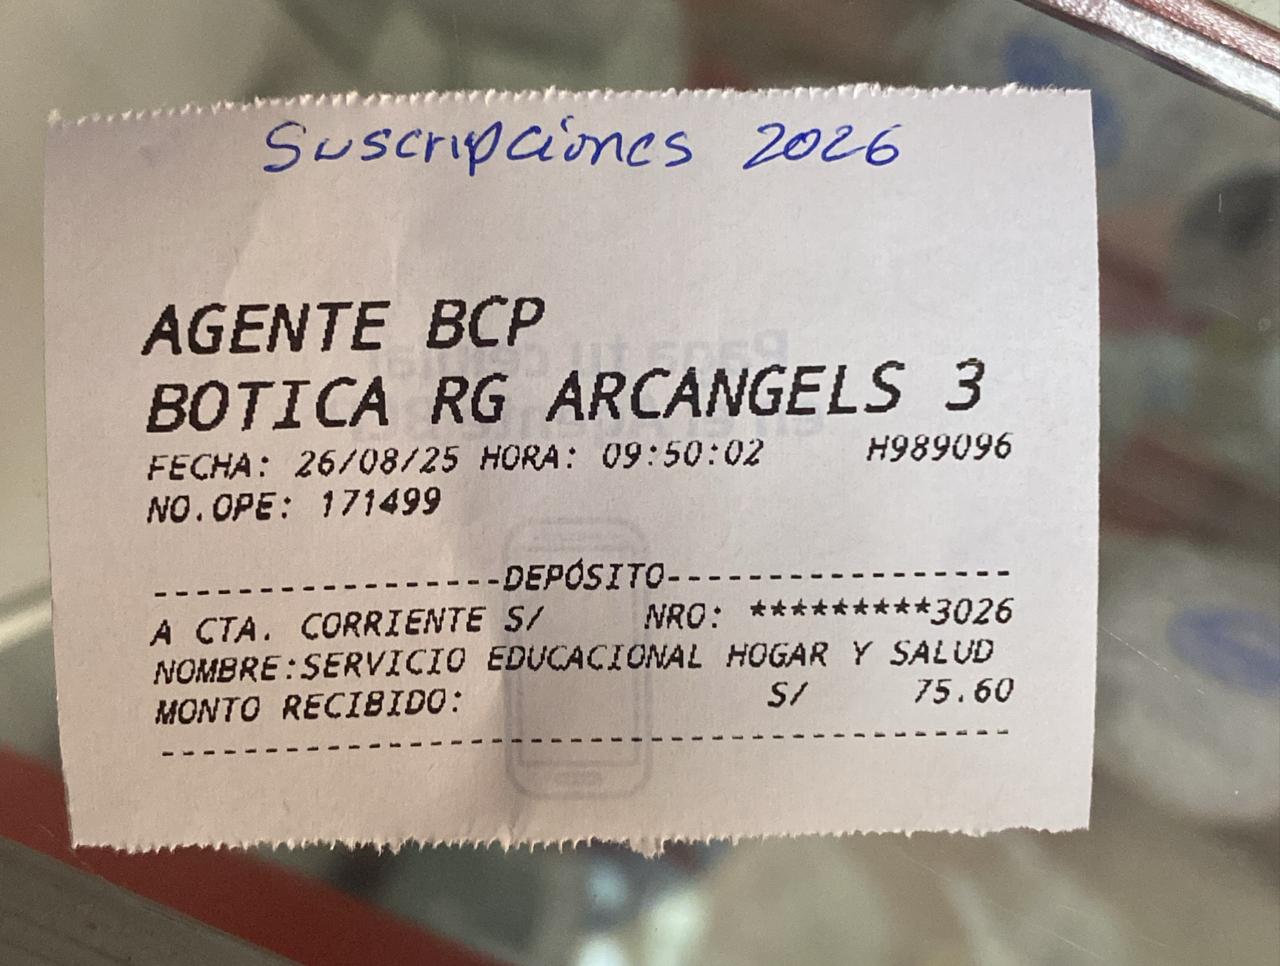 Suscripciones 2026
AGENTE BCP
BOTICA RG ARCANGELS 3
FECHA: 26/08/25 HORA: 09:50:02 H989096
NO.OPE: 171499
-----------------DEPÓSITO-----------------
A CTA. CORRIENTE S/ NRO: *********3026
NOMBRE:SERVICIO EDUCACIONAL HOGAR Y SALUD
MONTO RECIBIDO: S/ 75.60
------------------------------------------